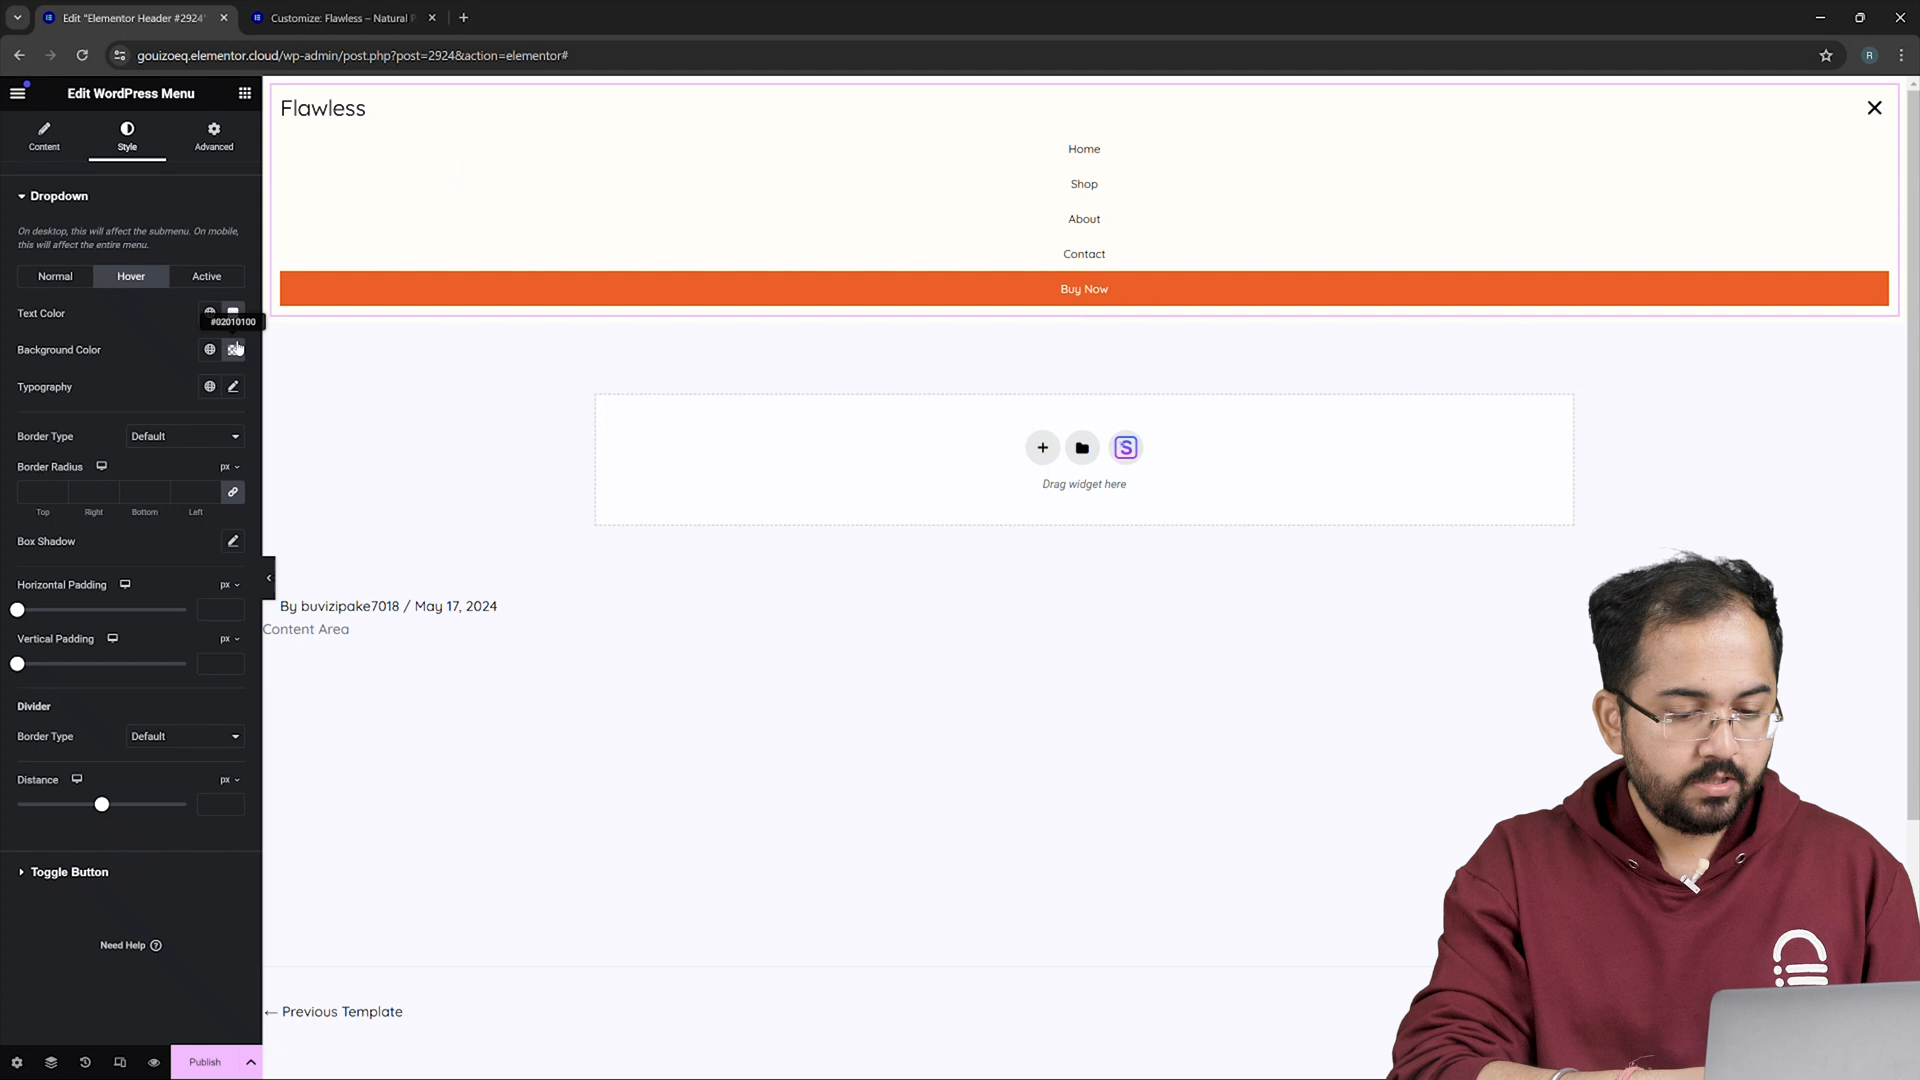 Edit "Elementor Header #2924"
Customize: Flawless – Natural P
gouizoeq.elementor.cloud/wp-admin/post.php?post=2924&action=elementor#
R
Edit WordPress Menu
Content
Style
Advanced
Dropdown
On desktop, this will affect the submenu. On mobile,
this will affect the entire menu.
Normal
Hover
Active
Text Color
#02010100
Background Color
Typography
Border Type
Default
Border Radius
px
Top
Right
Bottom
Left
Box Shadow
Horizontal Padding
px
Vertical Padding
px
Divider
Border Type
Default
Distance
px
Toggle Button
Need Help
Publish
Flawless
Home
Shop
About
Contact
Buy Now
S
Drag widget here
By buvizipake7018 / May 17, 2024
Content Area
← Previous Template